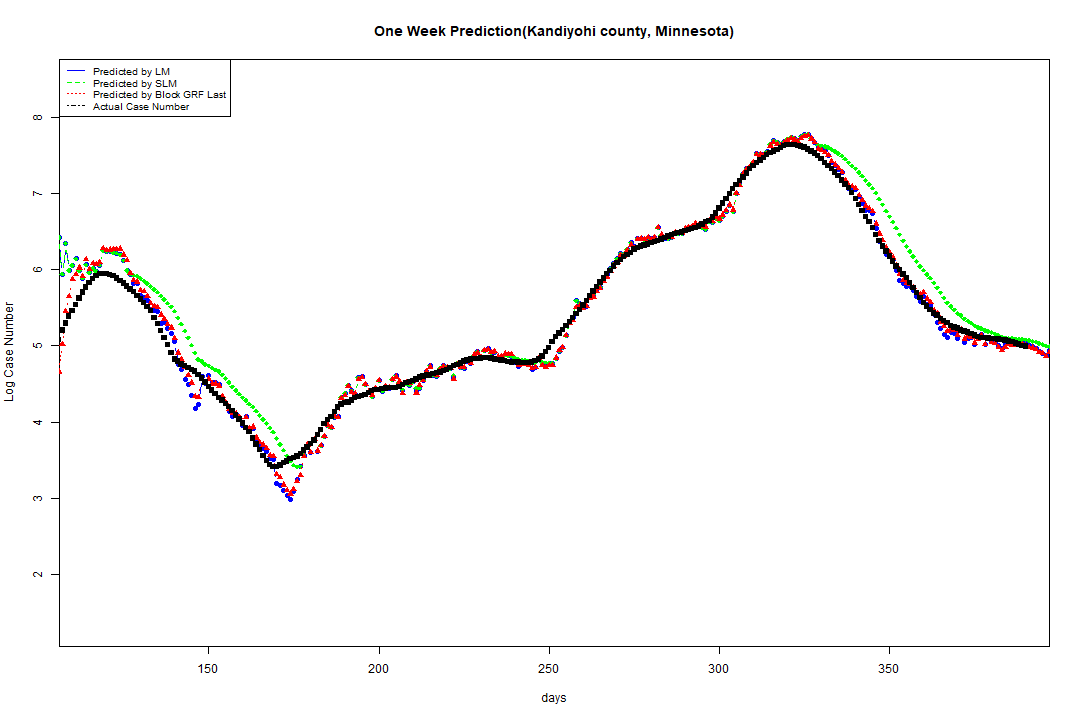 One Week Prediction(Kandiyohi county, Minnesota)
Predicted by LM
Predicted by SLM
Predicted by Block GRF Last
Actual Case Number
8
7
6
5
4
3
2
Log Case Number
150 200 250 300 350
days